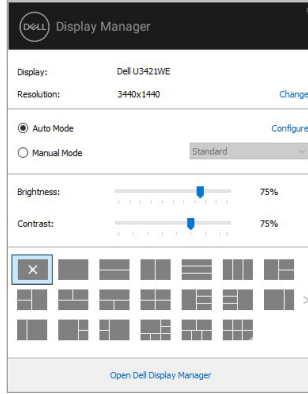 DELL Display Manager
Display: Dell U3421WE
Resolution: 3440x1440 Change
Auto Mode Configure
Manual Mode Standard
Brightness: 75%
Contrast: 75%
Open Dell Display Manager